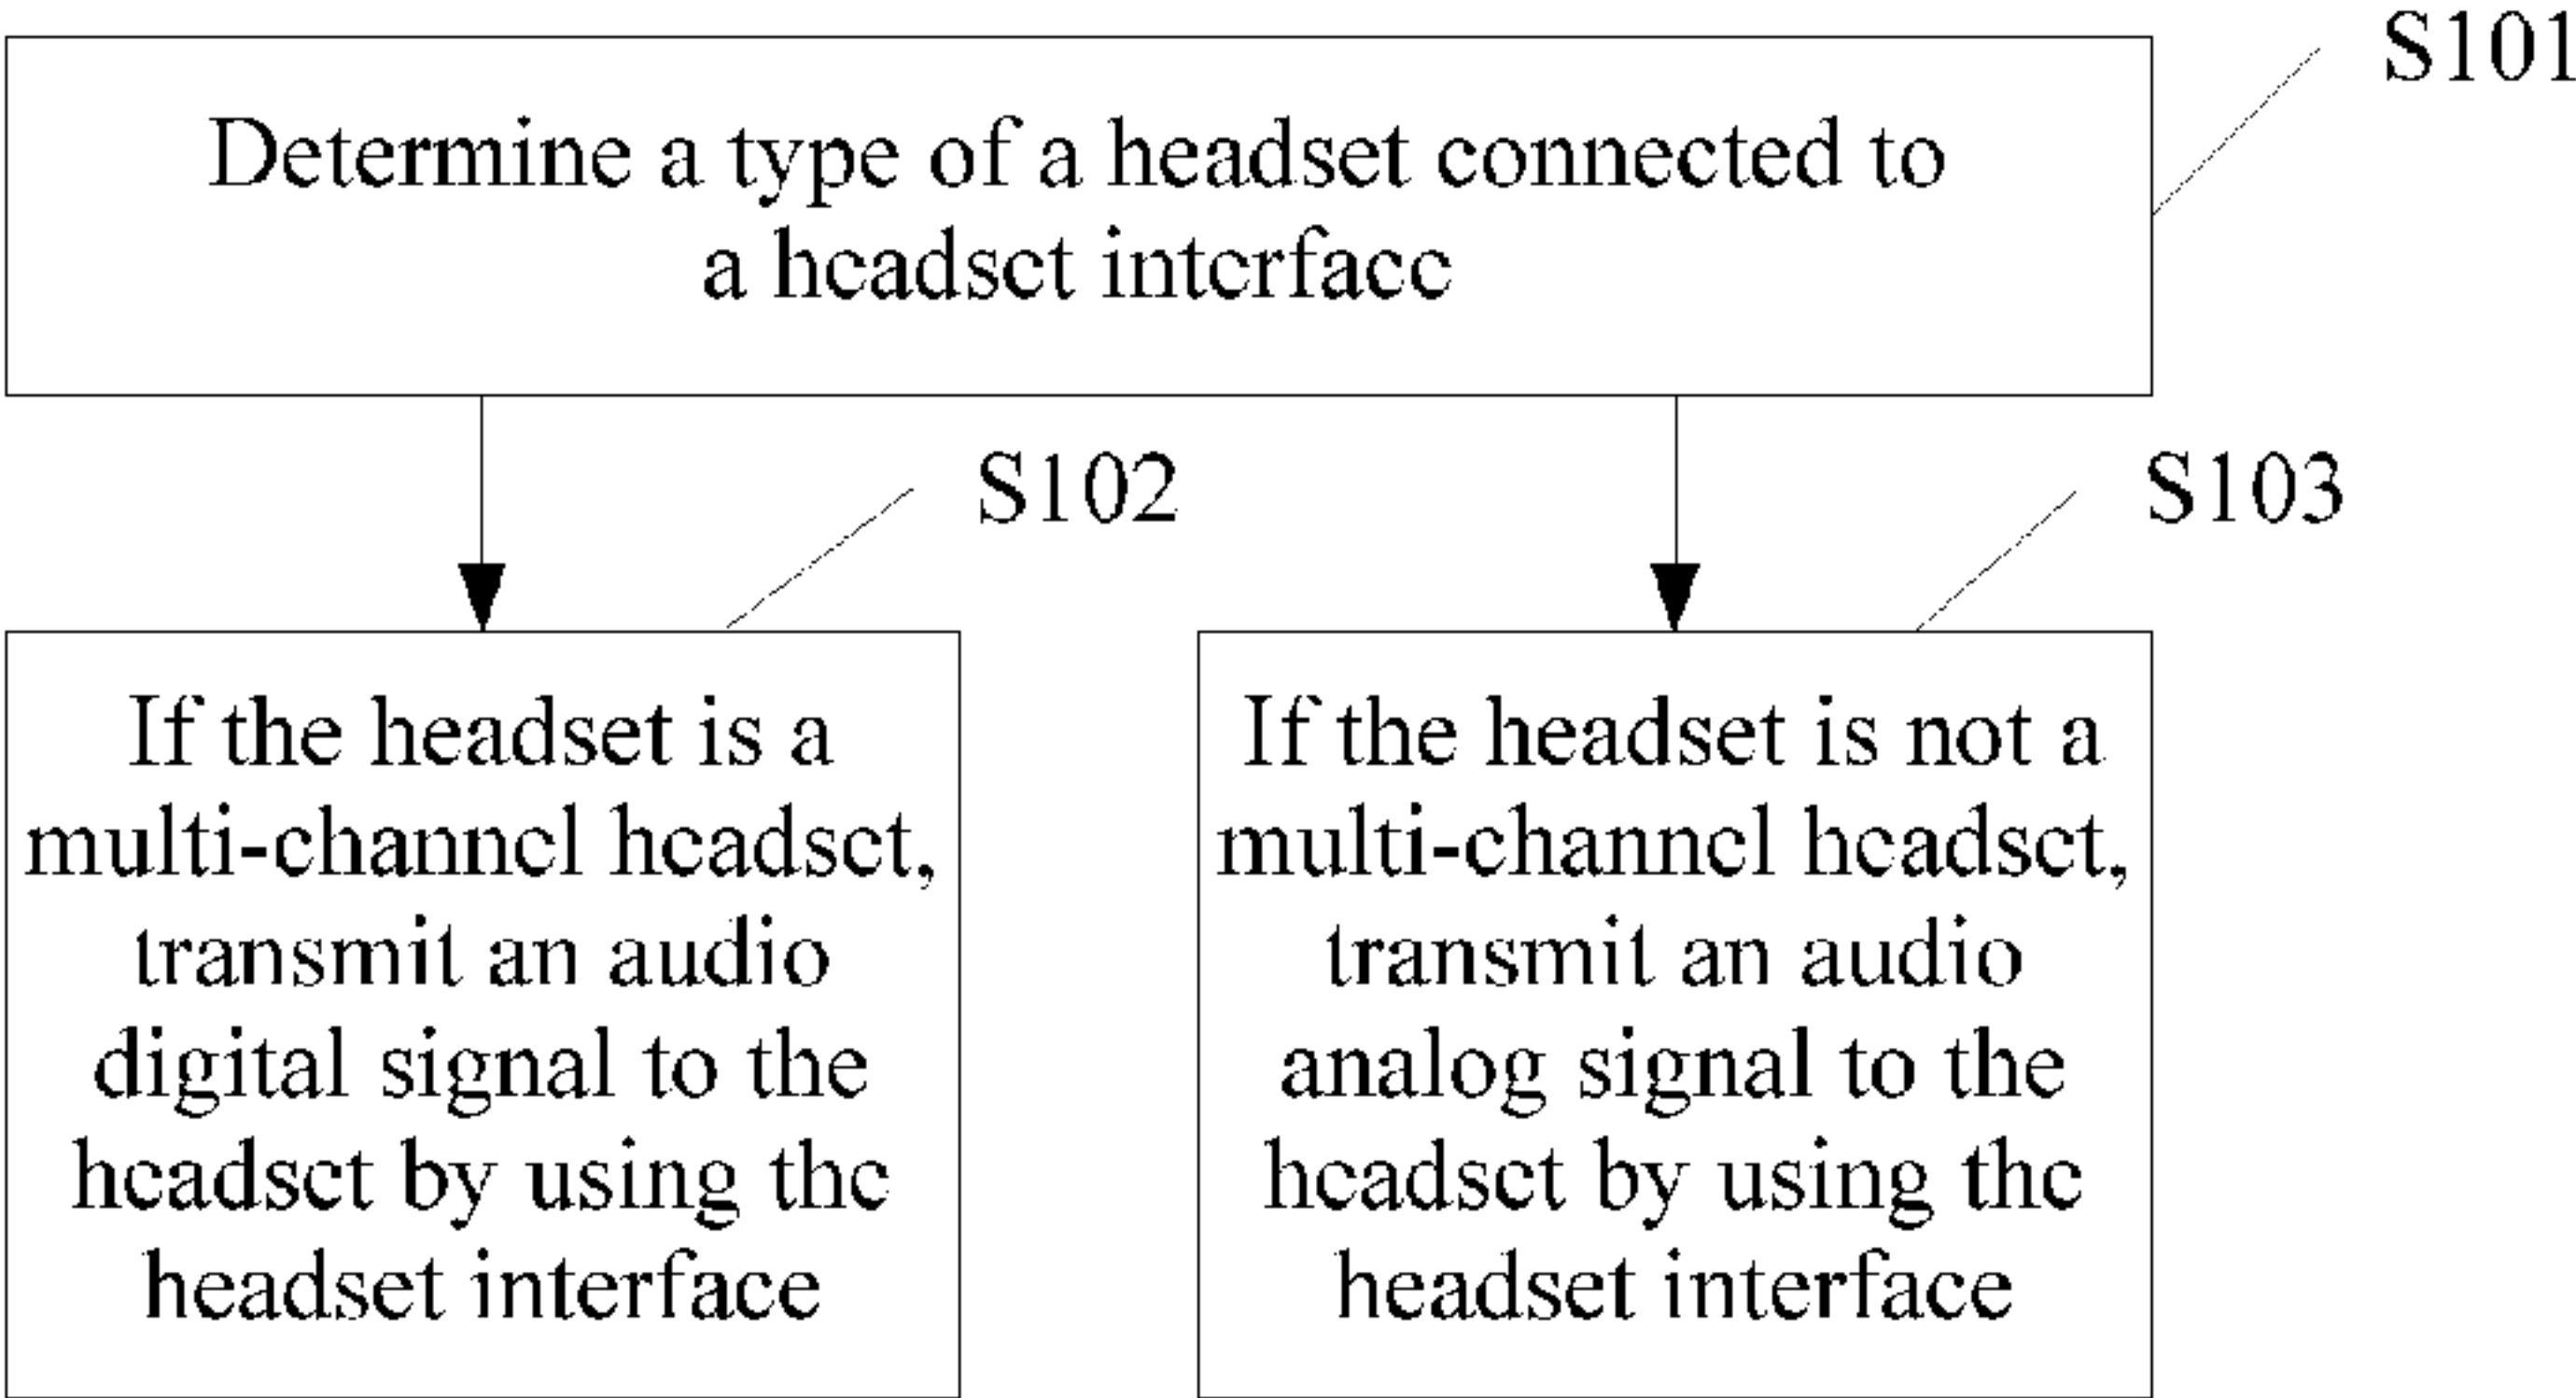 S101
Determine a type of a headset connected to
a headset interface
S102
S103
If the headset is a
multi-channel headset,
transmit an audio
digital signal to the
headset by using the
headset interface
If the headset is not a
multi-channel headset,
transmit an audio
analog signal to the
headset by using the
headset interface